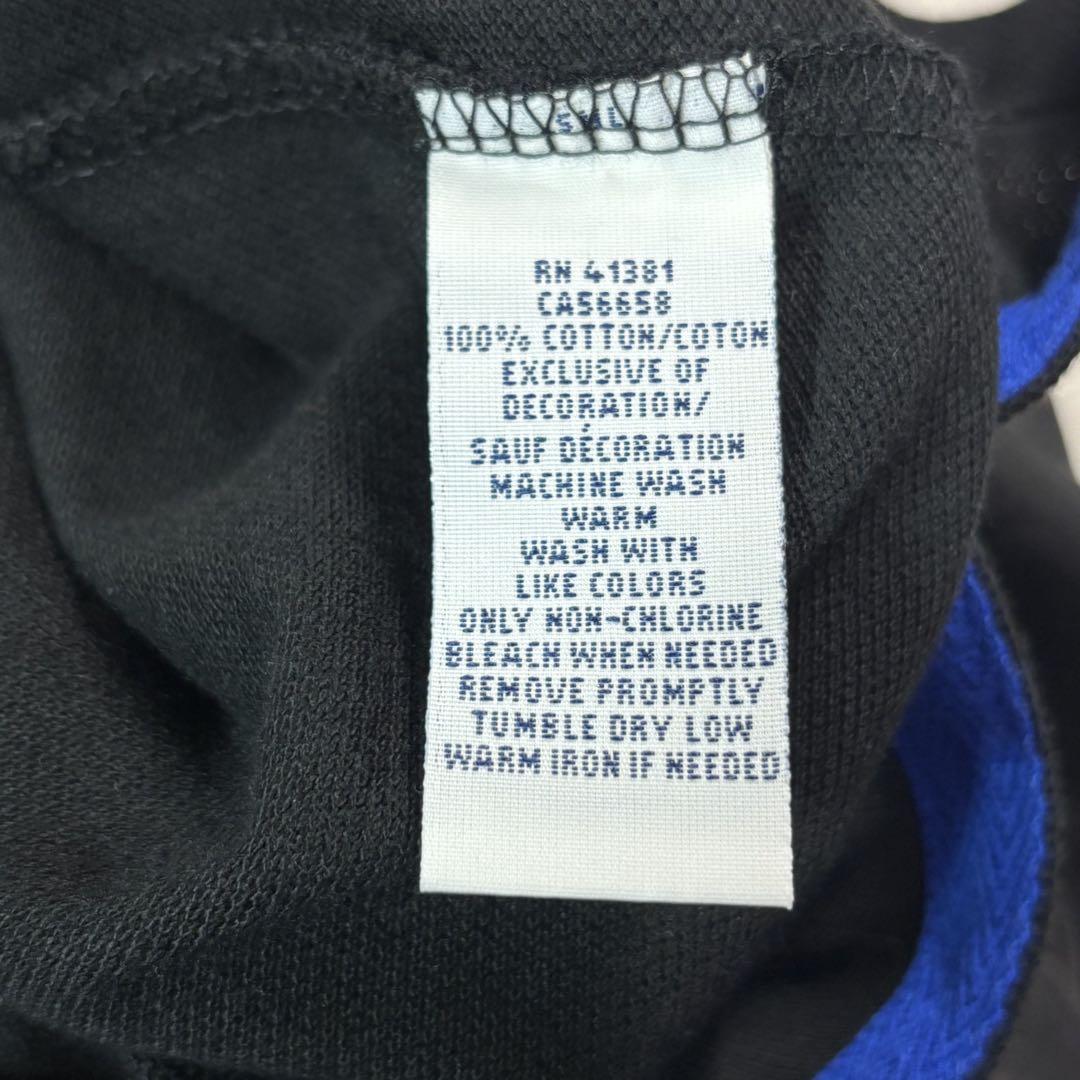 RN 41381
CA56658
100% COTTON/COTON
EXCLUSIVE OF
DECORATION/
SAUF DÉCORATION
MACHINE WASH
WARM
WASH WITH
LIKE COLORS
ONLY NON-CHLORINE
BLEACH WHEN NEEDED
REMOVE PROMPTLY
TUMBLE DRY LOW
WARM IRON IF NEEDED